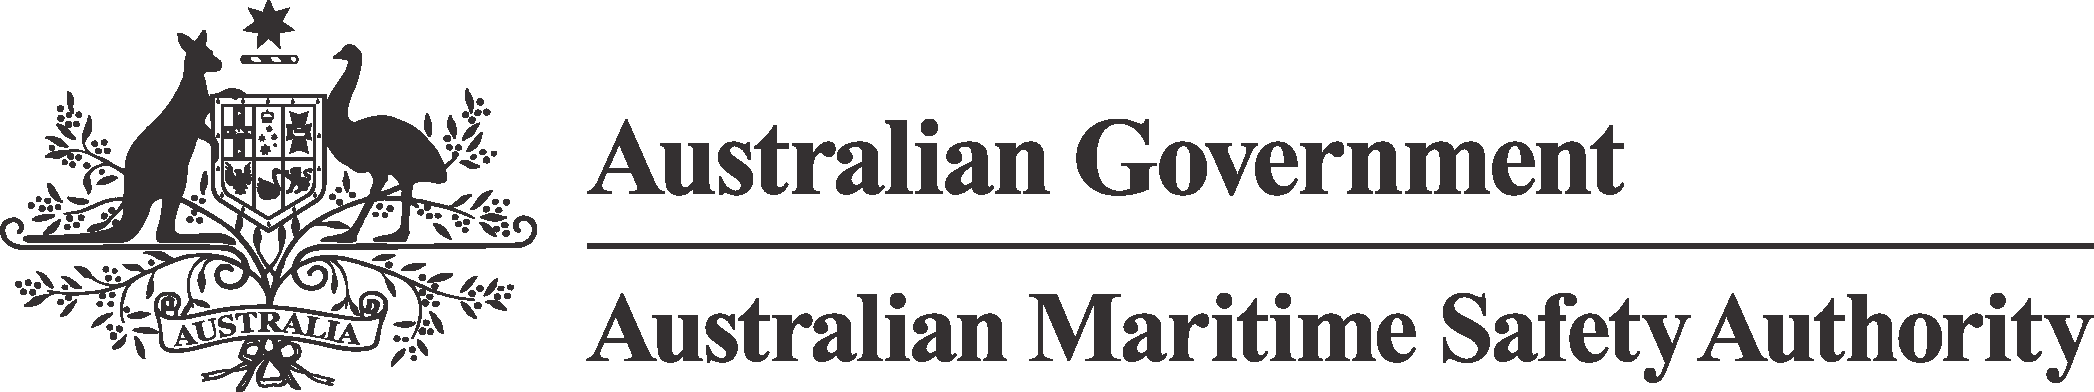 AUSTRALIA
Australian Government
Australian Maritime Safety Authority